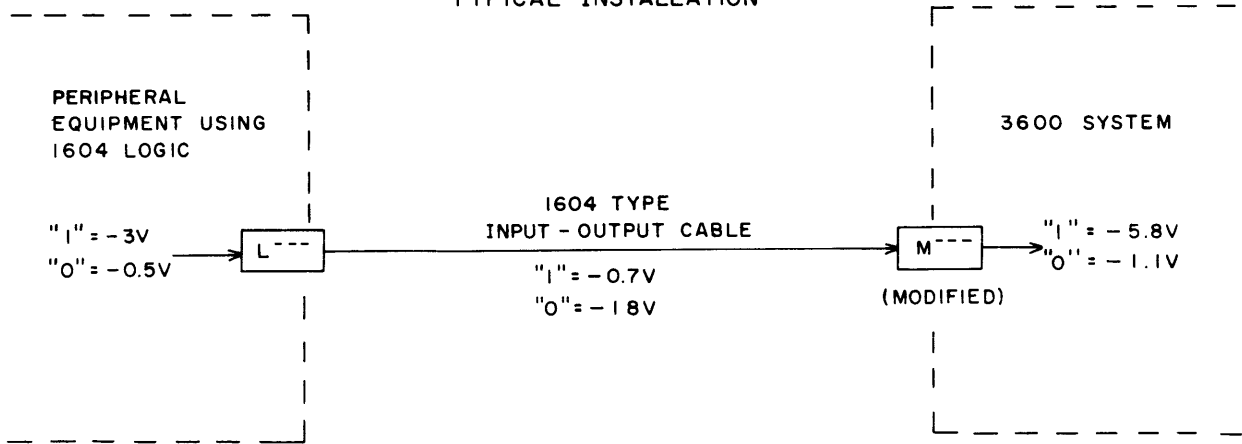 TYPICAL INSTALLATION
PERIPHERAL
EQUIPMENT USING
1604 LOGIC
"1" = -3V
"0" = -0.5V
L ---
1604 TYPE
INPUT - OUTPUT CABLE
"1" = -0.7V
"0" = -18V
M ---
(MODIFIED)
3600 SYSTEM
"1" = -5.8V
"0" = -1.1V